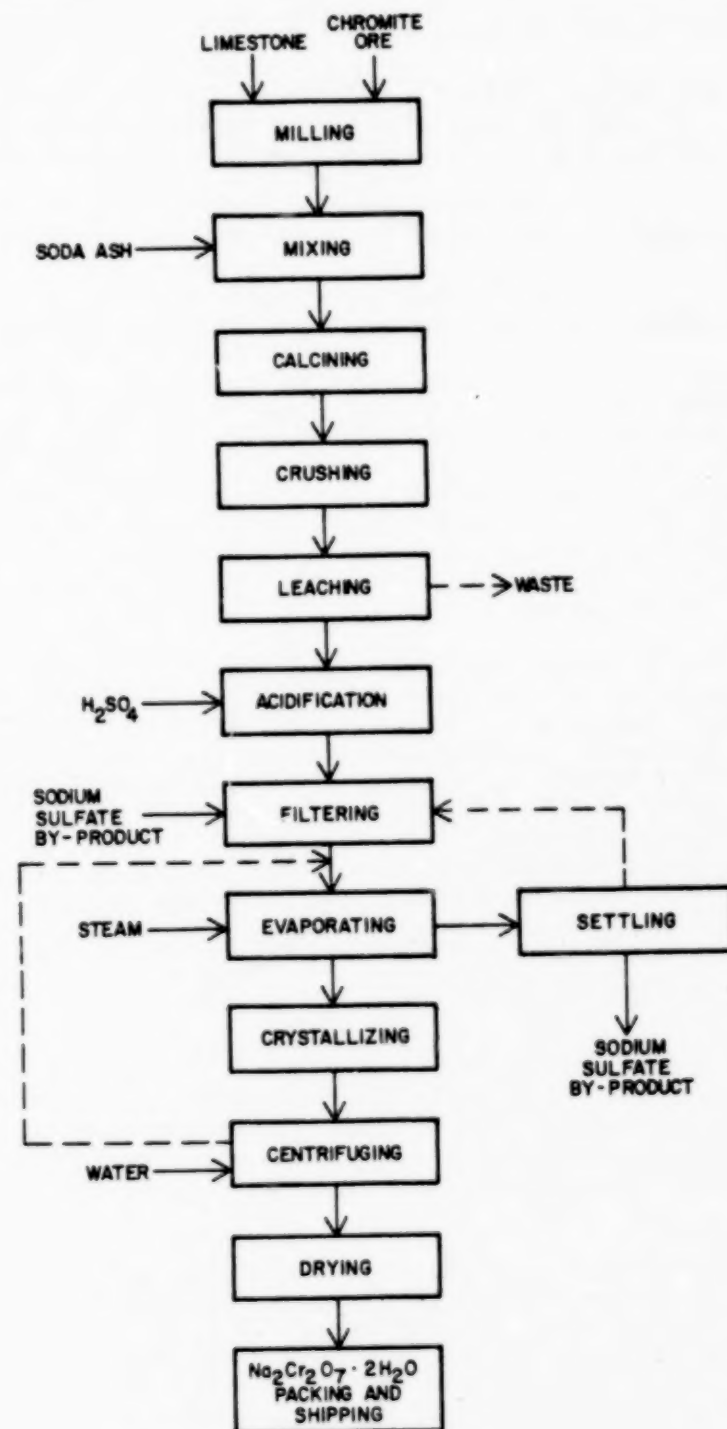 LIMESTONE
CHROMITE
ORE
MILLING
SODA ASH
MIXING
CALCINING
CRUSHING
LEACHING
WASTE
H₂SO₄
ACIDIFICATION
SODIUM
SULFATE
BY-PRODUCT
FILTERING
STEAM
EVAPORATING
SETTLING
CRYSTALLIZING
SODIUM
SULFATE
BY-PRODUCT
WATER
CENTRIFUGING
DRYING
Na₂Cr₂O₇ · 2H₂O
PACKING AND
SHIPPING